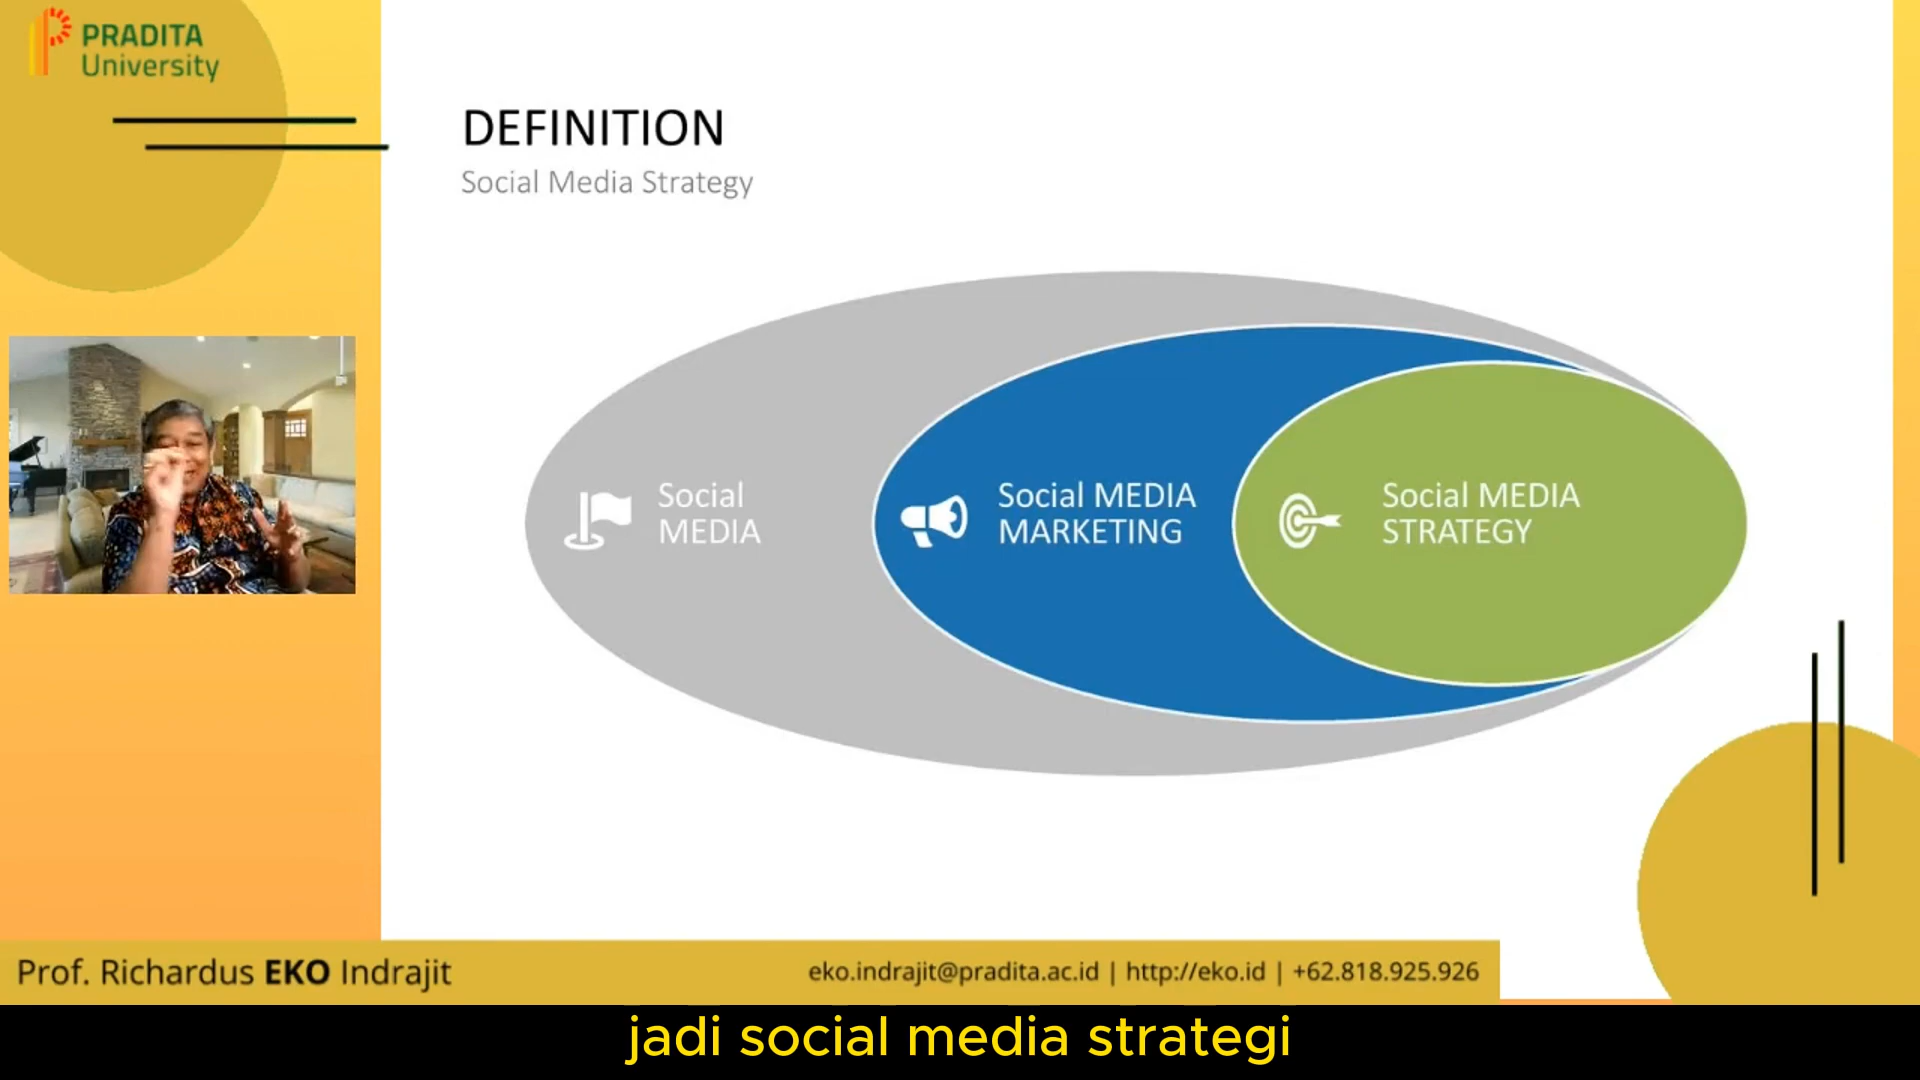 PRADITA
University
DEFINITION
Social Media Strategy
Social
MEDIA
Social MEDIA
MARKETING
Social MEDIA
STRATEGY
Prof. Richardus EKO Indrajit
eko.indrajit@pradita.ac.id | http://eko.id | +62.818.925.926
jadi social media strategi